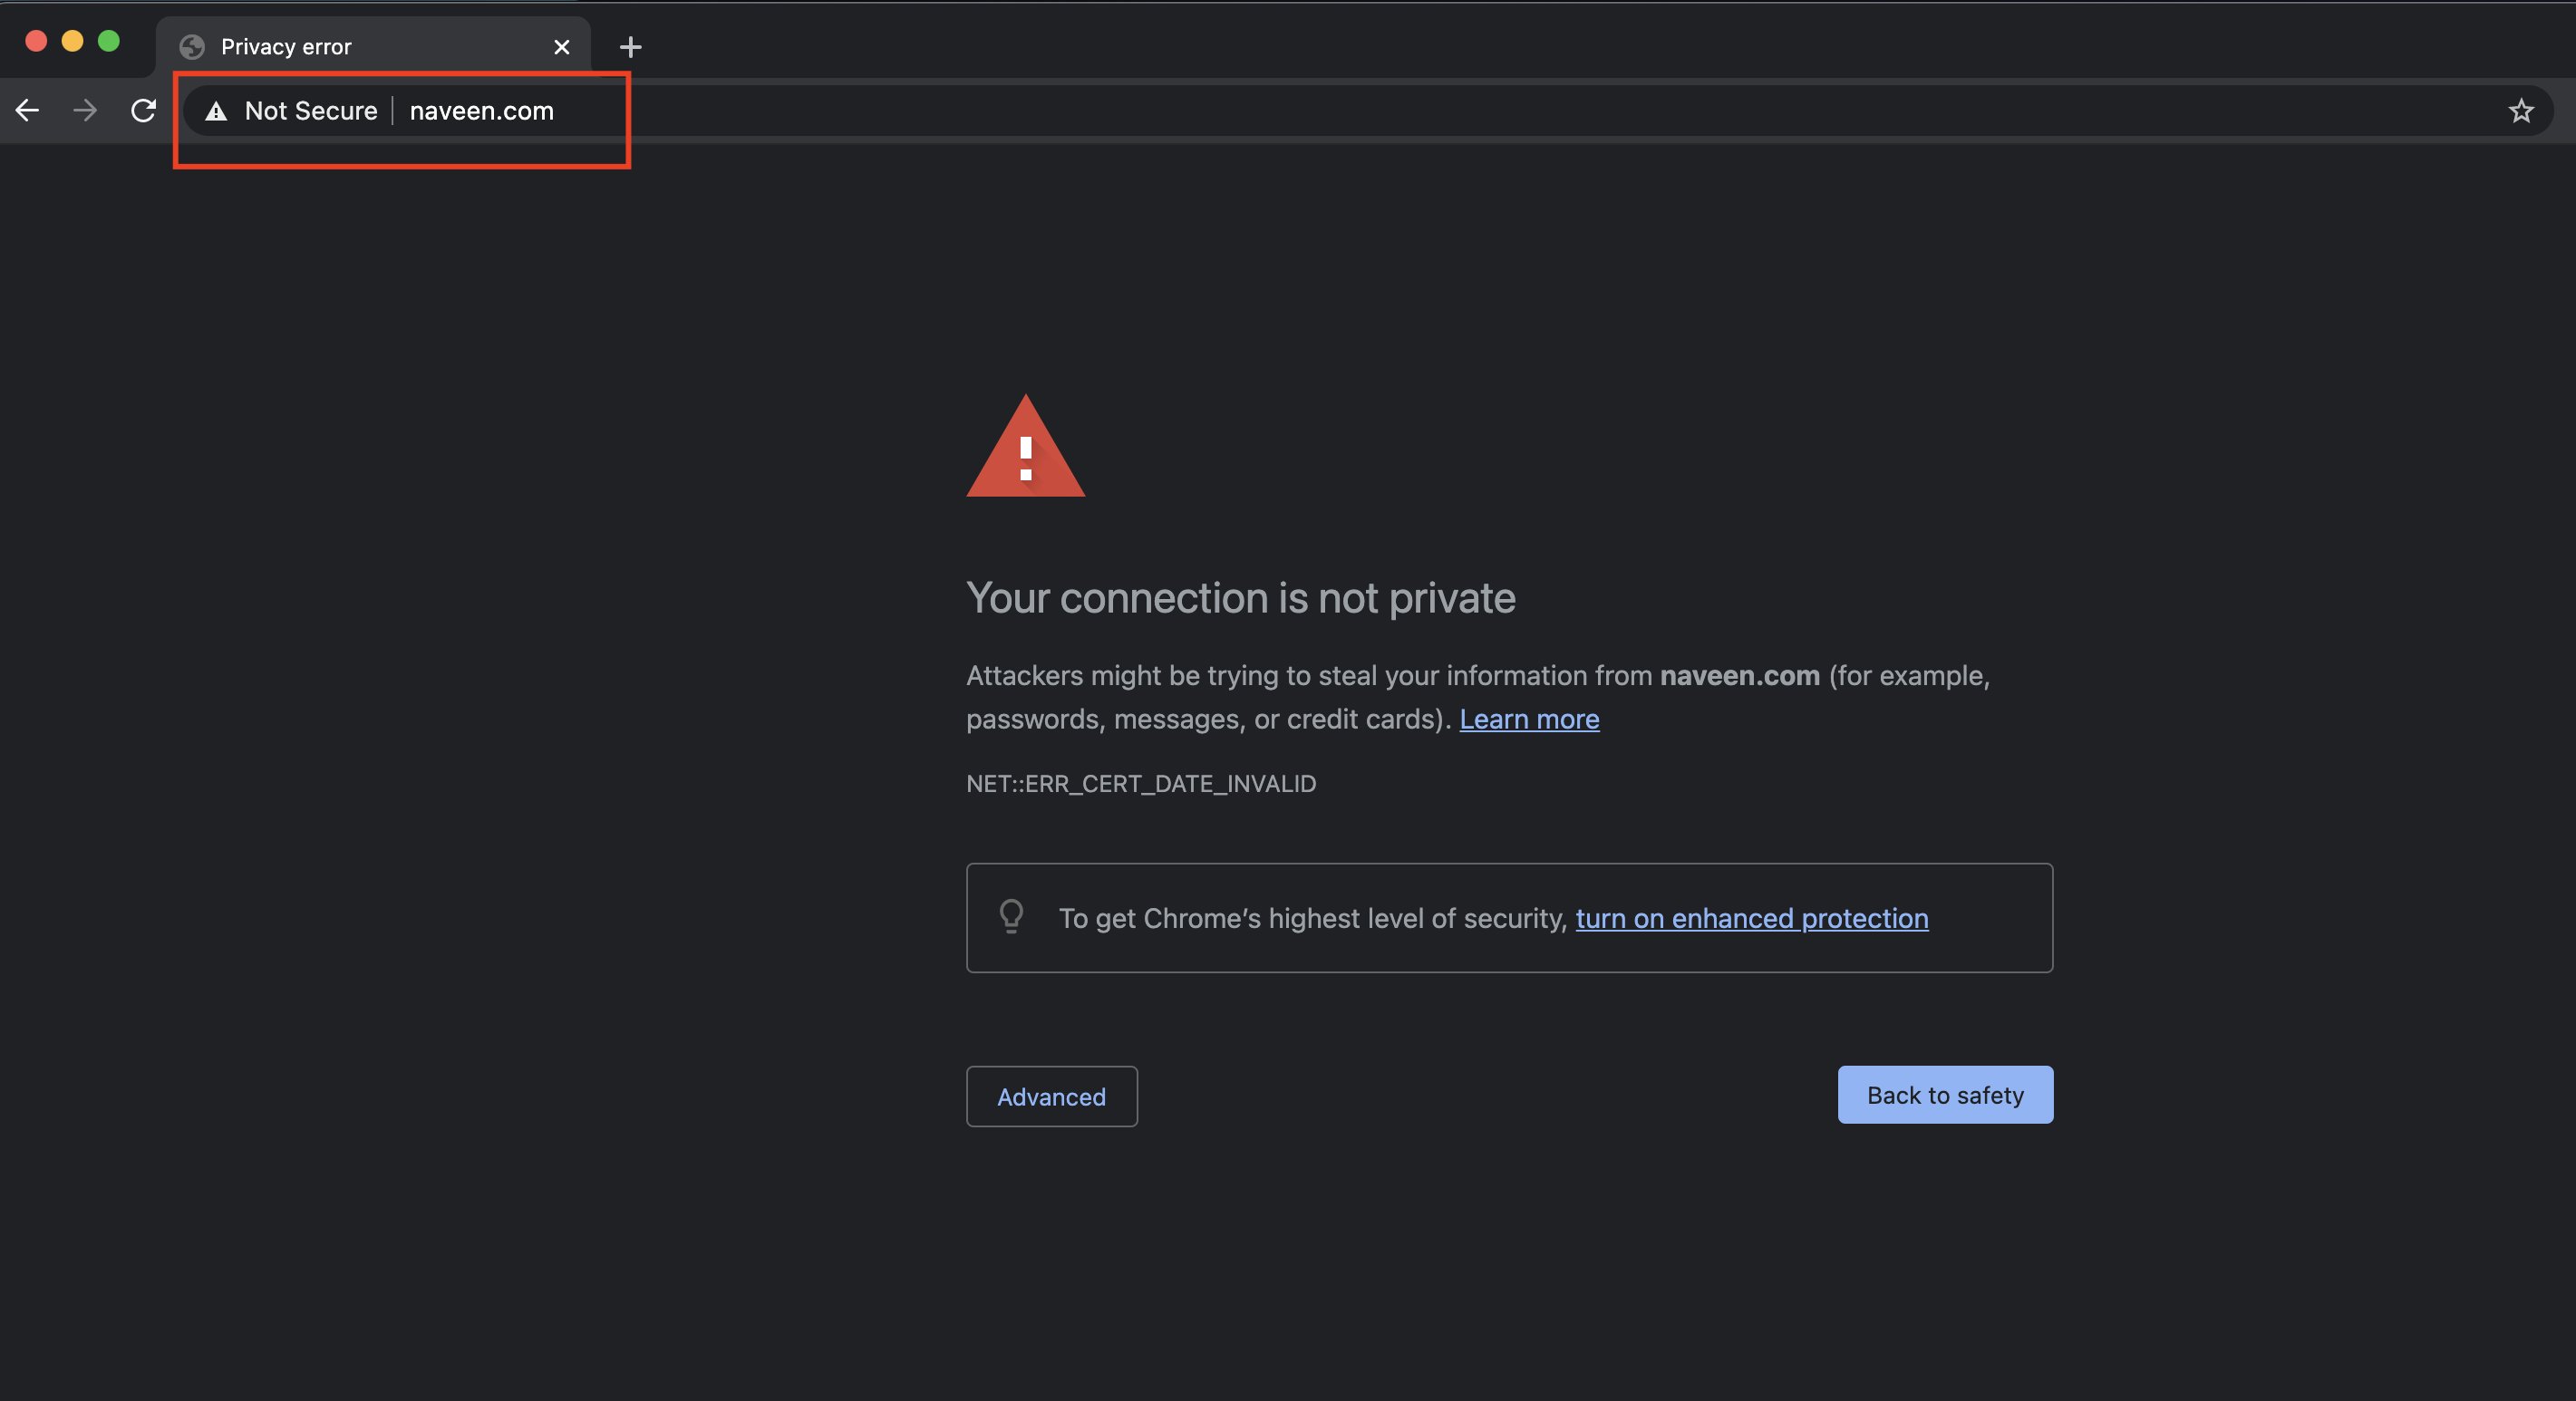 Privacy error
Not Secure | naveen.com
Your connection is not private
Attackers might be trying to steal your information from naveen.com (for example,
passwords, messages, or credit cards). Learn more
NET::ERR_CERT_DATE_INVALID
To get Chrome’s highest level of security, turn on enhanced protection
Advanced
Back to safety